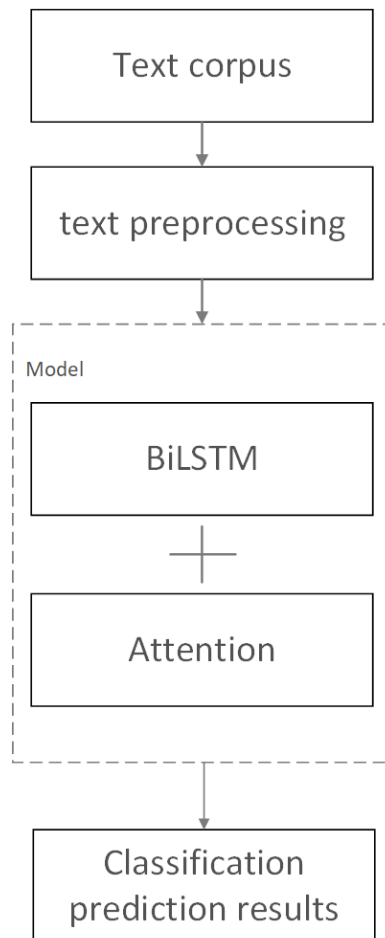 Text corpus
text preprocessing
Model
BiLSTM
Attention
Classification
prediction results